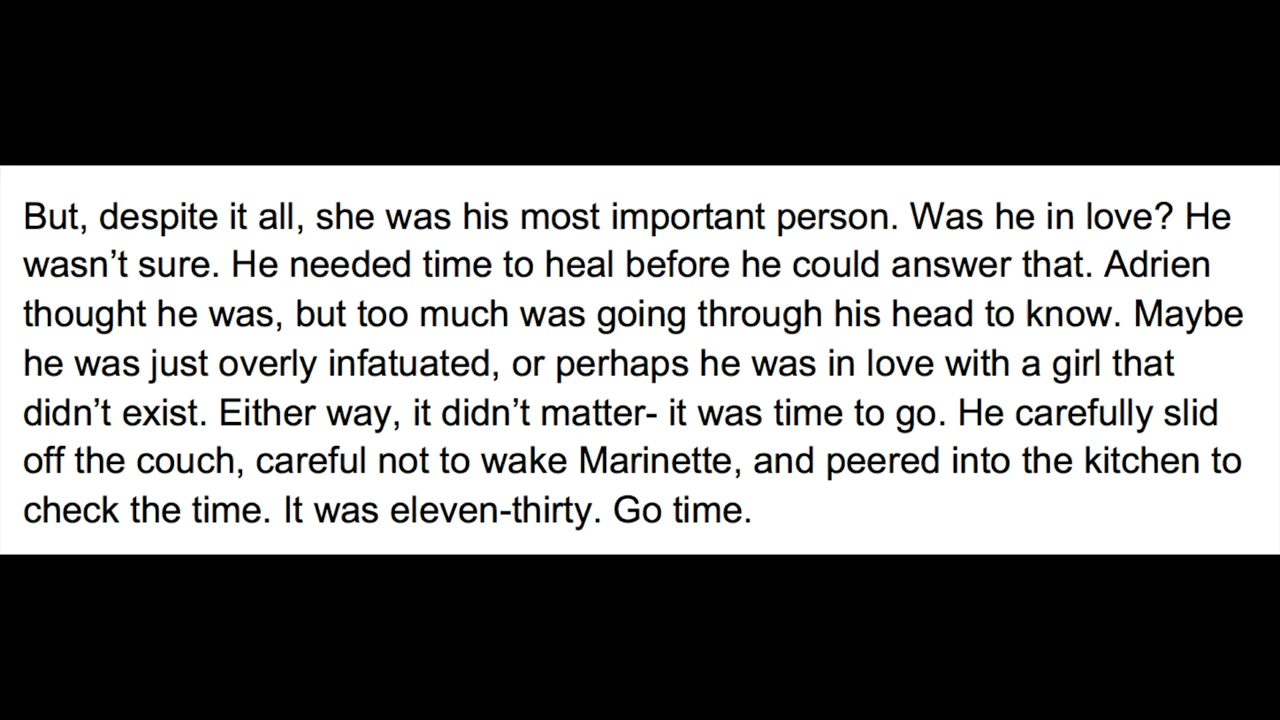 But, despite it all, she was his most important person. Was he in love? He
wasn’t sure. He needed time to heal before he could answer that. Adrien
thought he was, but too much was going through his head to know. Maybe
he was just overly infatuated, or perhaps he was in love with a girl that
didn’t exist. Either way, it didn’t matter- it was time to go. He carefully slid
off the couch, careful not to wake Marinette, and peered into the kitchen to
check the time. It was eleven-thirty. Go time.